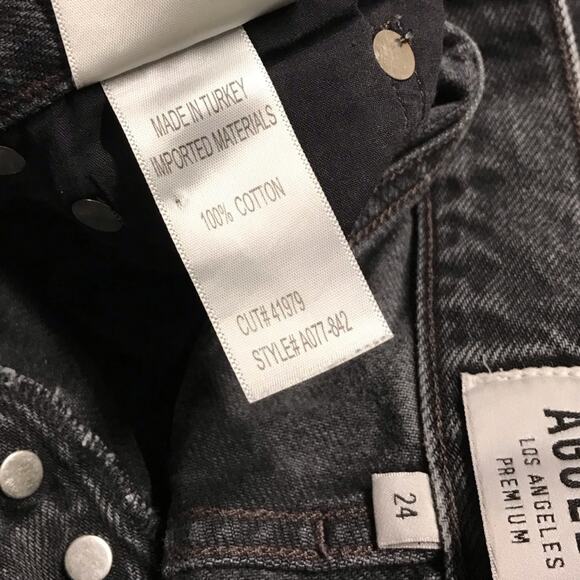 MADE IN TURKEY
IMPORTED MATERIALS
100% COTTON
CUT# 41979
STYLE# A077-842
24
LOS ANGELES
PREMIUM